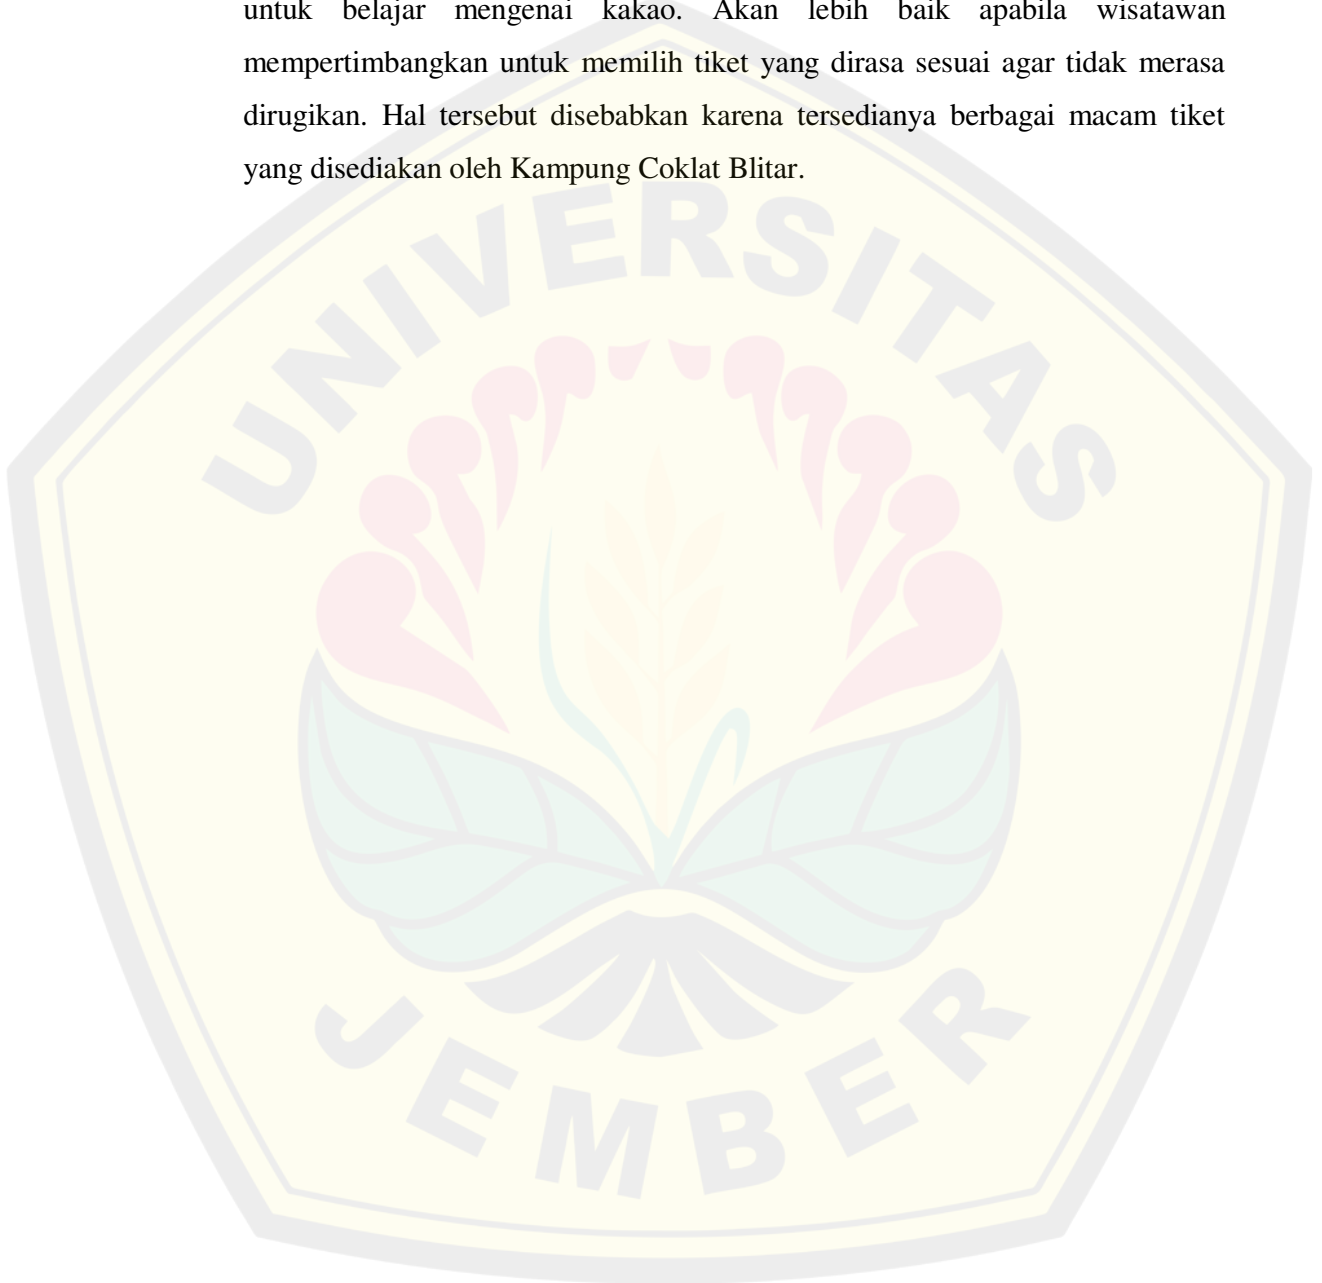 untuk belajar mengenai kakao. Akan lebih baik apabila wisatawan
mempertimbangkan untuk memilih tiket yang dirasa sesuai agar tidak merasa
dirugikan. Hal tersebut disebabkan karena tersedianya berbagai macam tiket
yang disediakan oleh Kampung Coklat Blitar.
UNIVERSITAS
JEMBER